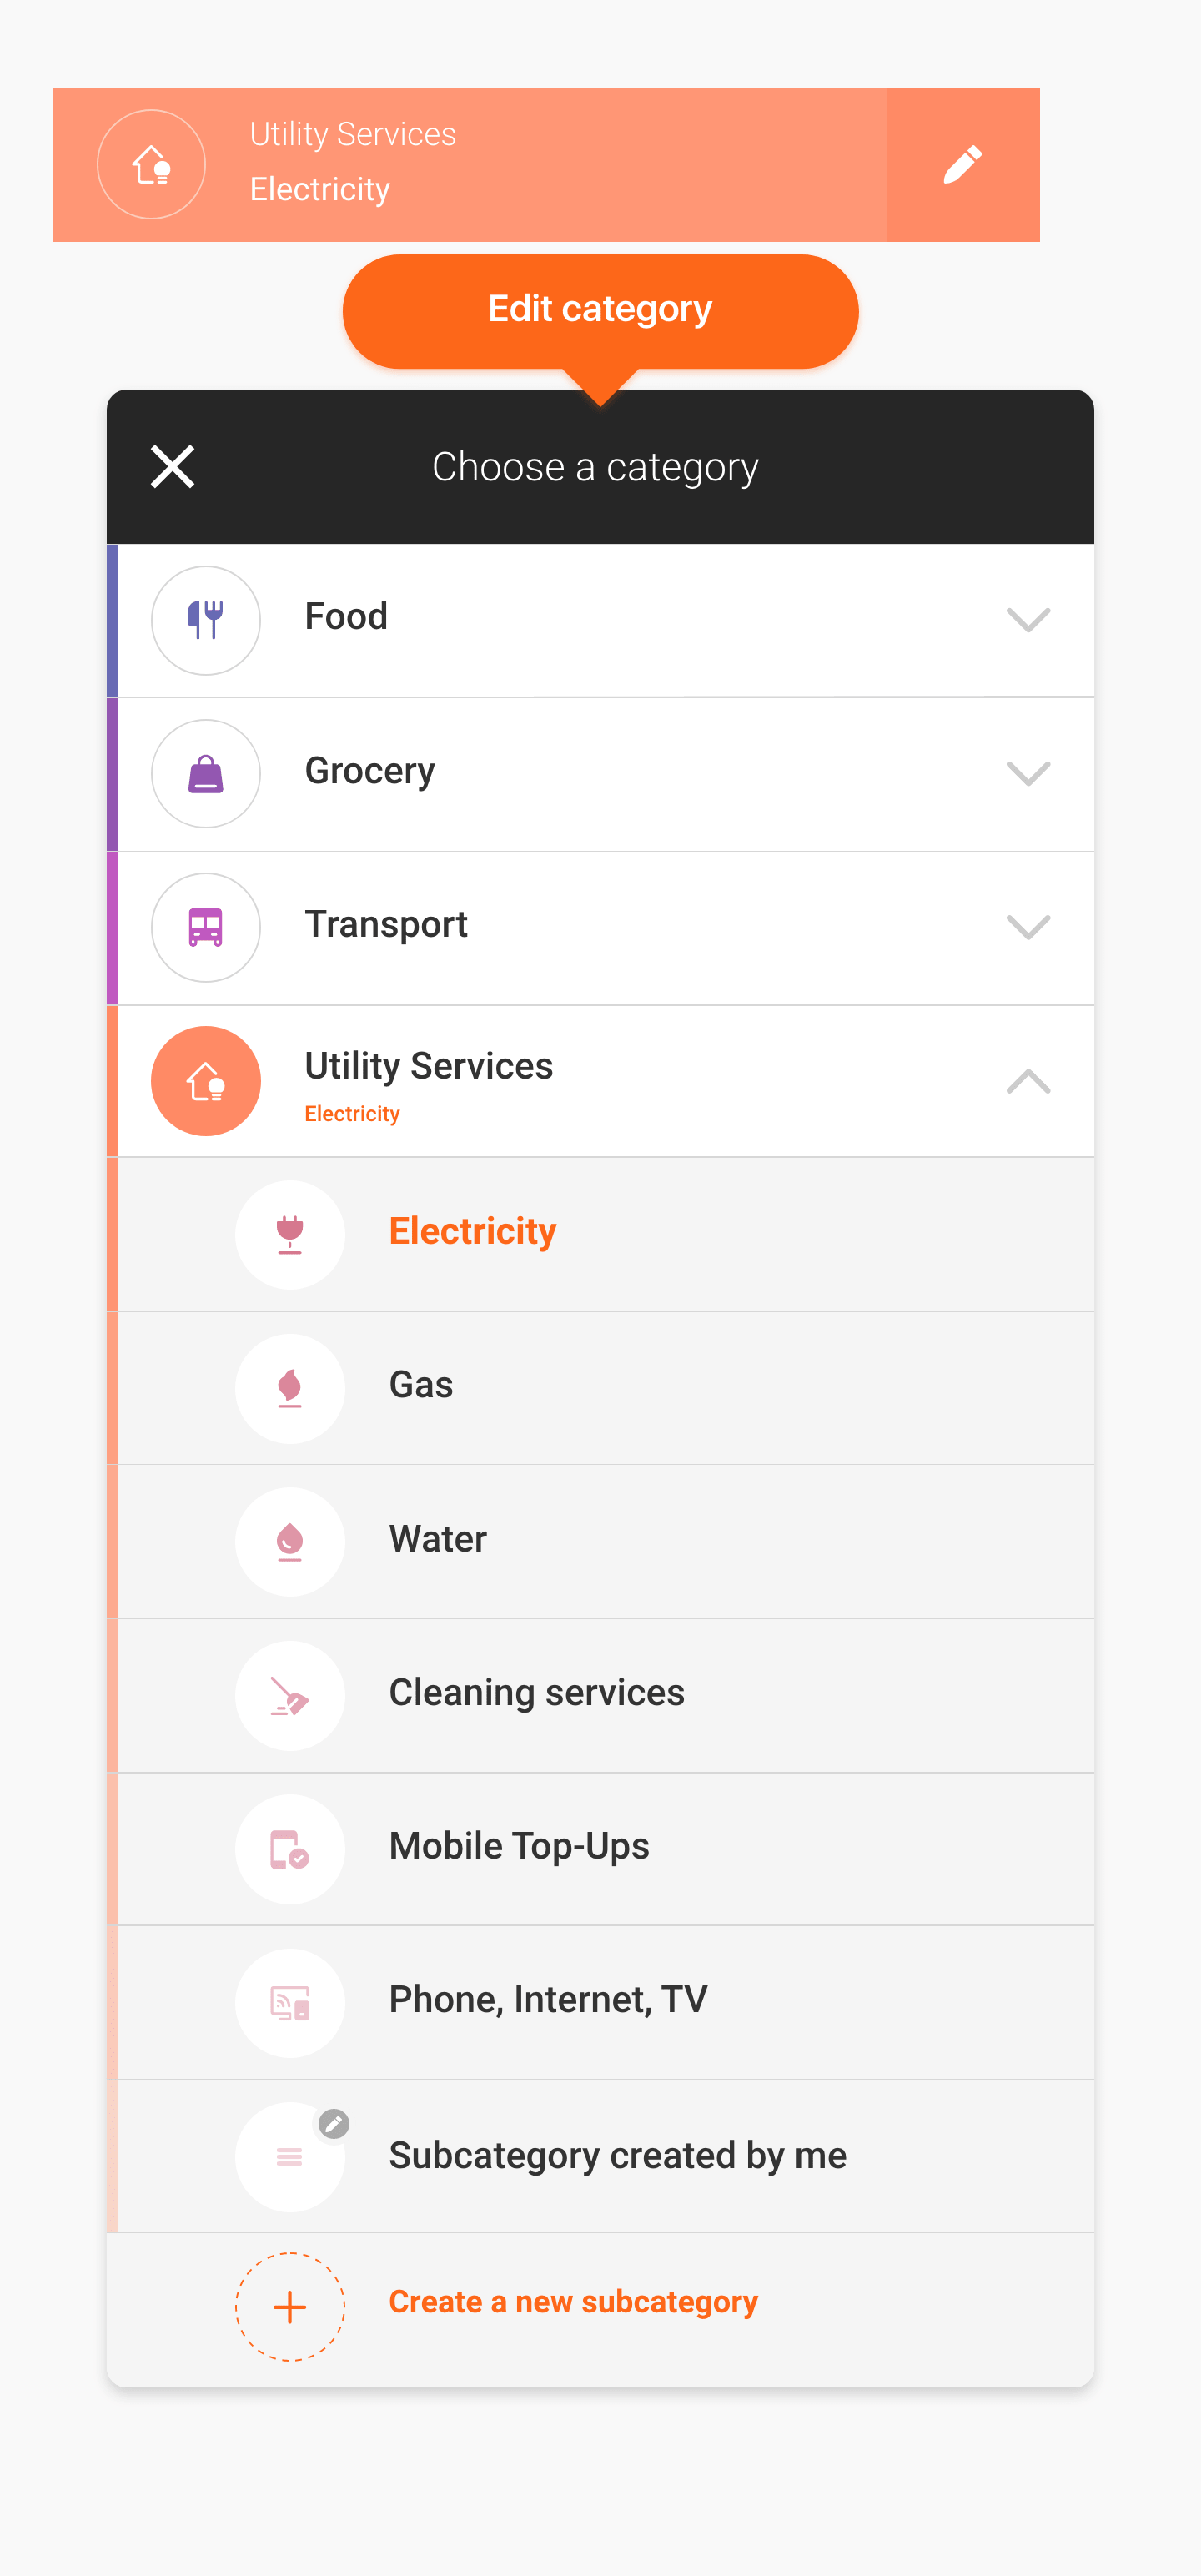 Utility Services
Electricity
Edit category
Choose a category
Food
Grocery
Transport
Utility Services
Electricity
Electricity
Gas
Water
Cleaning services
Mobile Top-Ups
Phone, Internet, TV
Subcategory created by me
Create a new subcategory